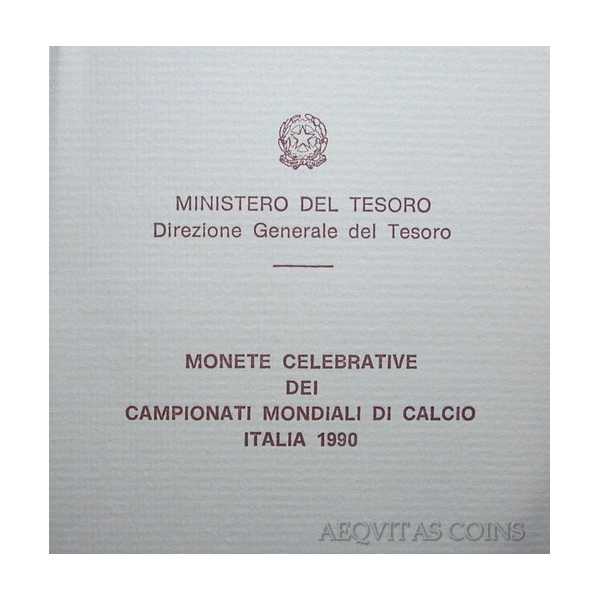 MINISTERO DEL TESORO
Direzione Generale del Tesoro
MONETE CELEBRATIVE
DEI
CAMPIONATI MONDIALI DI CALCIO
ITALIA 1990
AEQVITAS COINS